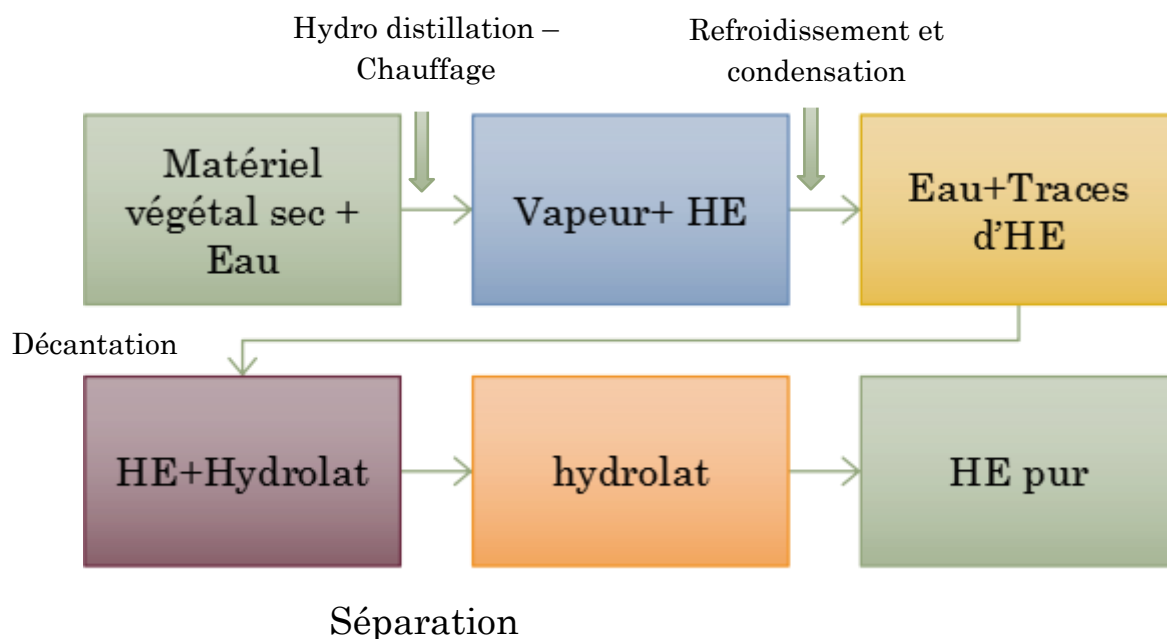 Hydro distillation –
Chauffage
Refroidissement et
condensation
Matériel
végétal sec +
Eau
Vapeur+ HE
Eau+Traces
d'HE
Décantation
HE+Hydrolat
hydrolat
HE pur
Séparation